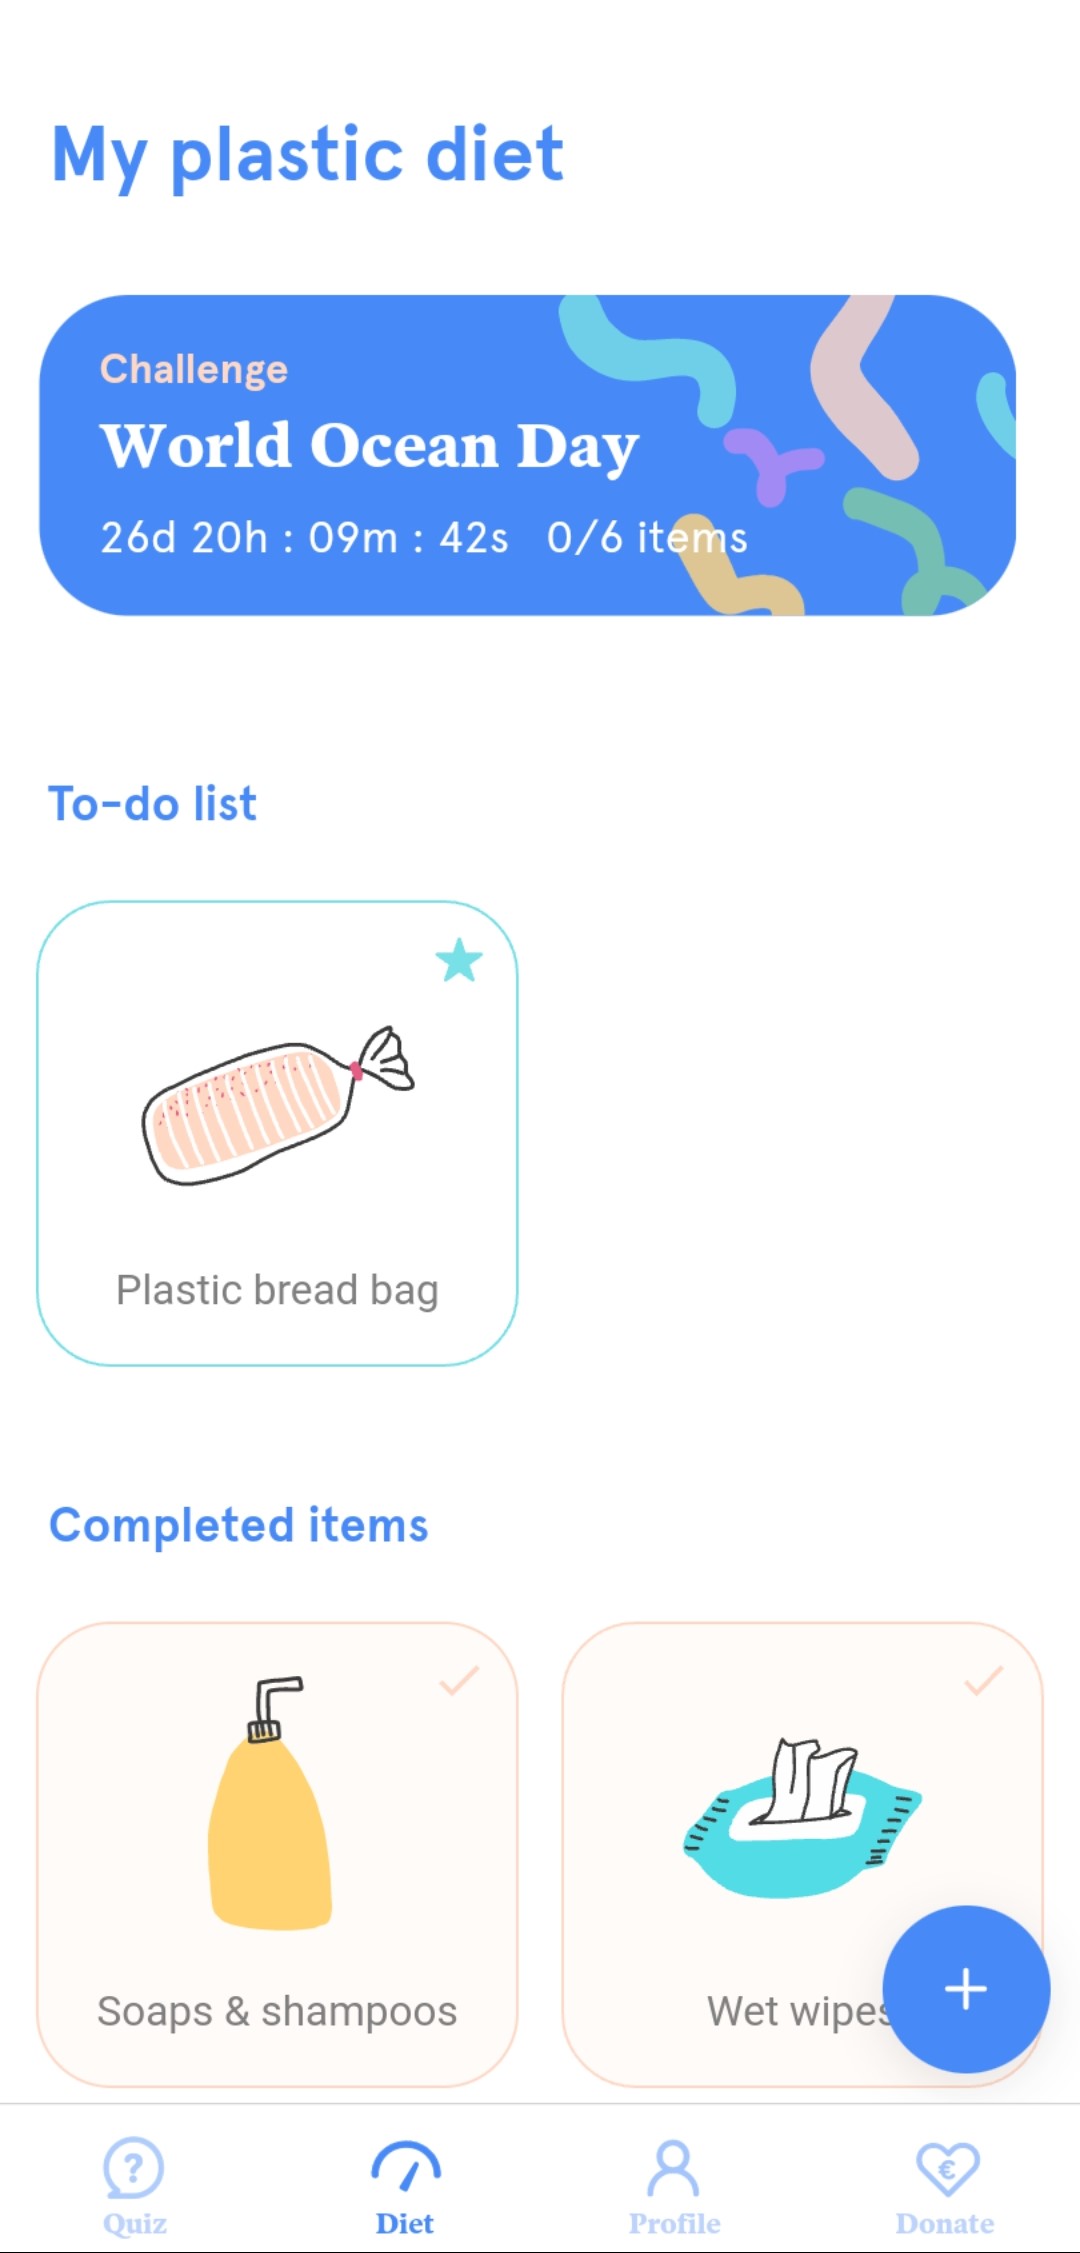 My plastic diet
Challenge
World Ocean Day
26d 20h : 09m : 42s 0/6 items
To-do list
Plastic bread bag
Completed items
Soaps & shampoos
Wet wipes
Quiz
Diet
Profile
Donate